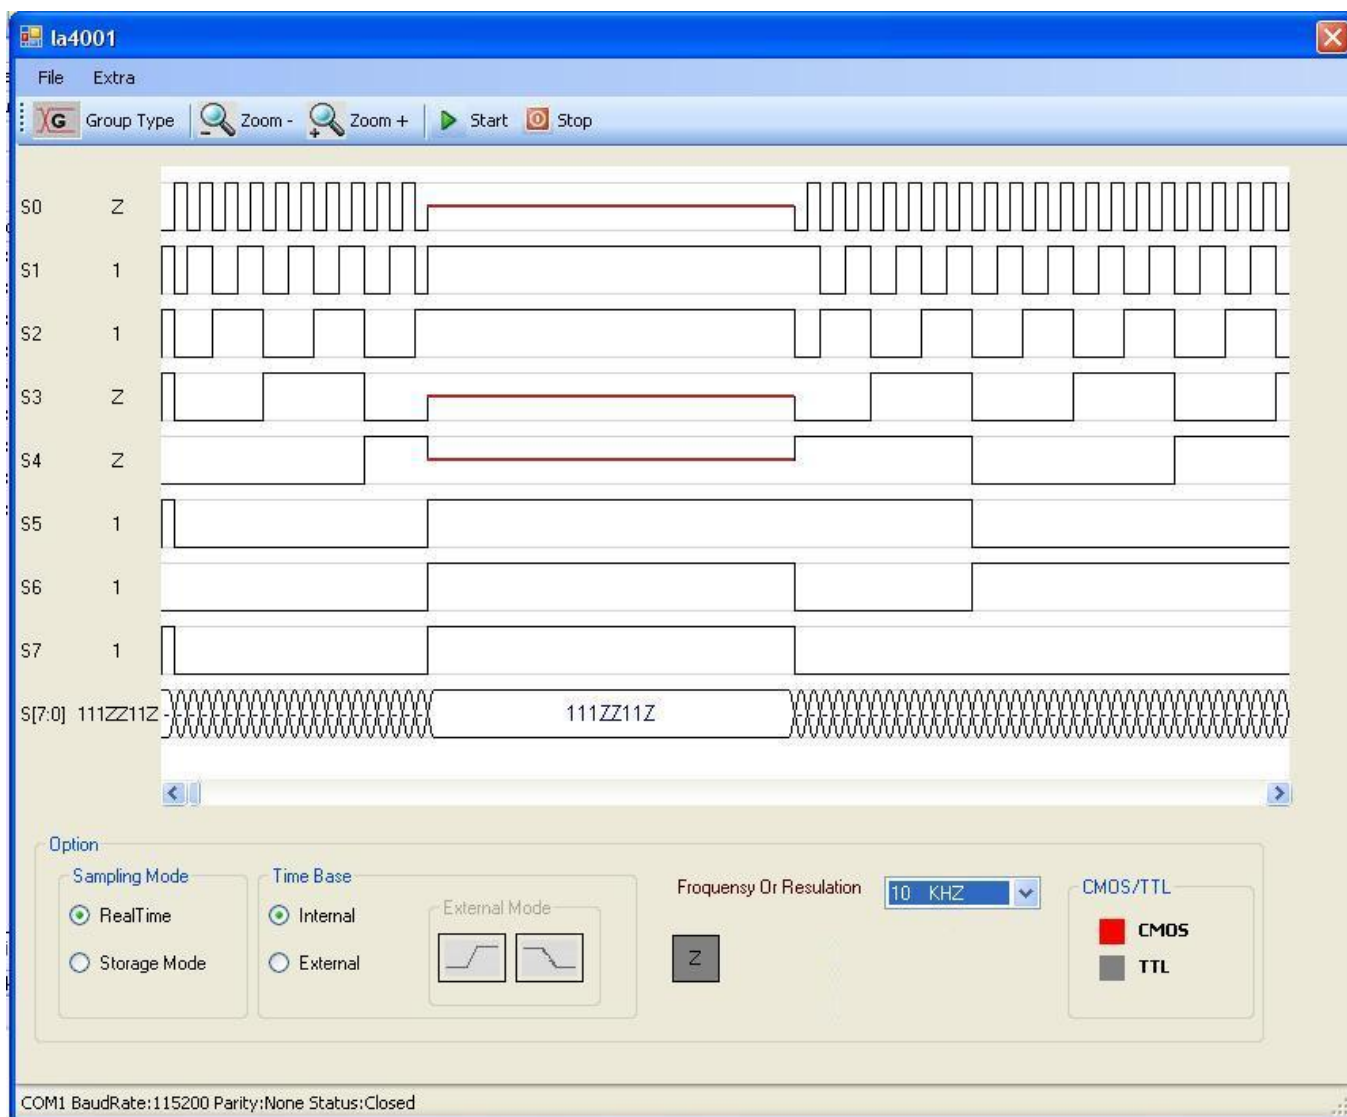 la4001
File Extra
G Group Type Zoom - Zoom + Start Stop
S0 Z
S1 1
S2 1
S3 Z
S4 Z
S5 1
S6 1
S7 1
S[7:0] 111ZZ11Z 111ZZ11Z
Option
Sampling Mode
RealTime
Storage Mode
Time Base
Internal
External
External Mode
Froquensy Or Resulation 10 KHZ
Z
CMOS/TTL
CMOS
TTL
COM1 BaudRate:115200 Parity:None Status:Closed